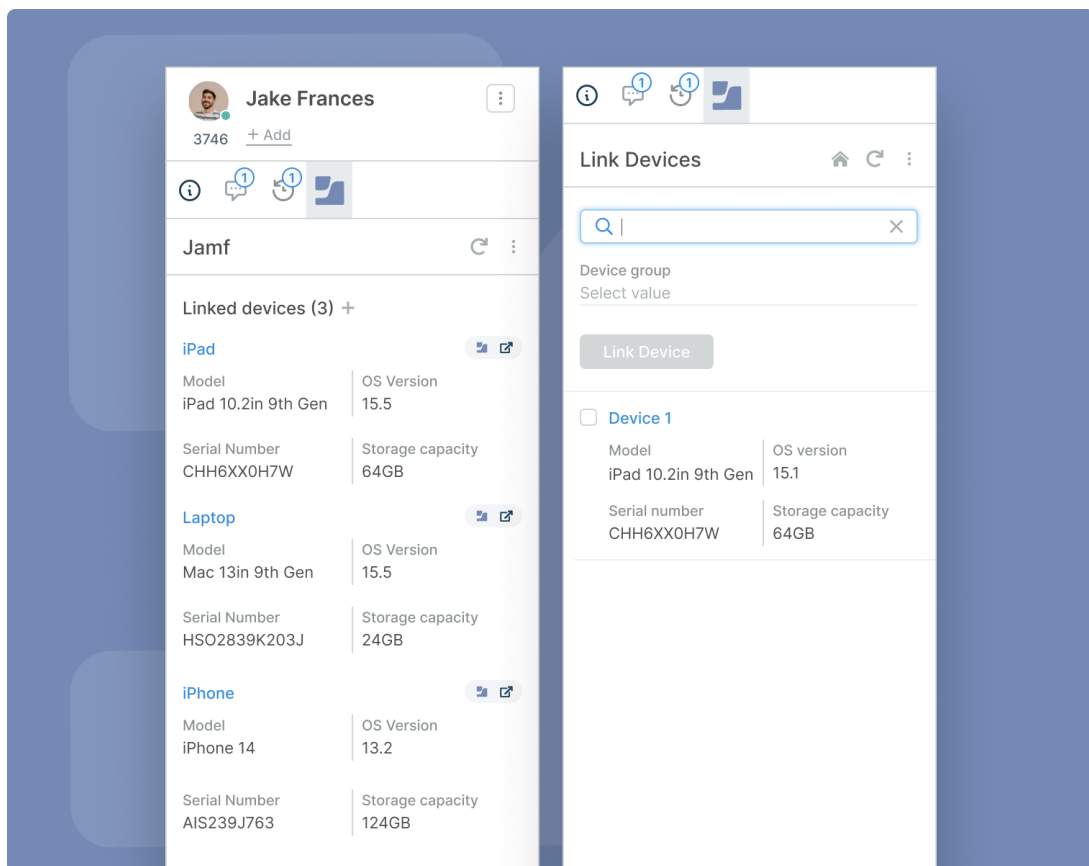 Jake Frances
3746
+ Add
1
1
Jamf
Linked devices (3) +
iPad
Model
iPad 10.2in 9th Gen
OS Version
15.5
Serial Number
CHH6XX0H7W
Storage capacity
64GB
Laptop
Model
Mac 13in 9th Gen
OS Version
15.5
Serial Number
HSO2839K203J
Storage capacity
24GB
iPhone
Model
iPhone 14
OS Version
13.2
Serial Number
AIS239J763
Storage capacity
124GB
1
1
Link Devices
Device group
Select value
Link Device
Device 1
Model
iPad 10.2in 9th Gen
OS version
15.1
Serial number
CHH6XX0H7W
Storage capacity
64GB